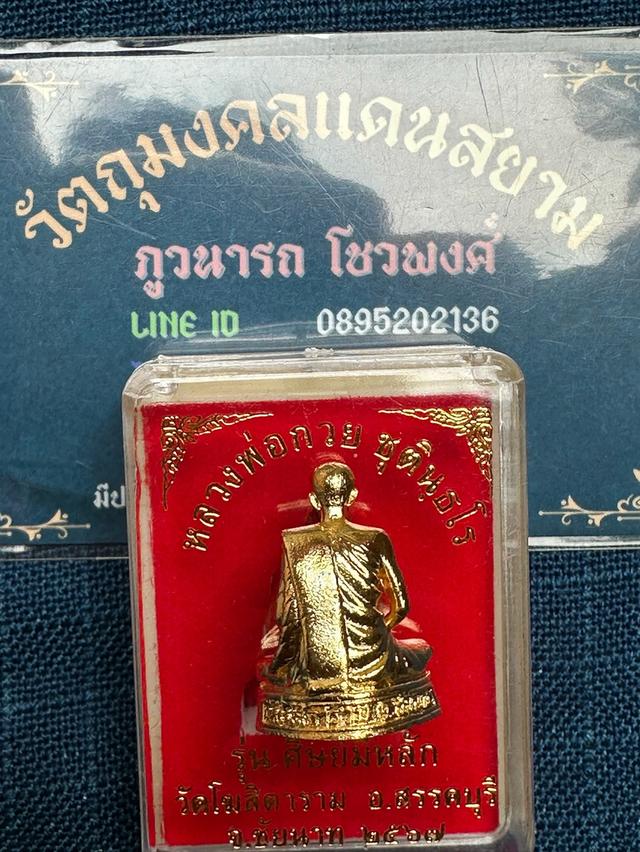 วัตถุมงคลแดนสยาม
ภูวนารถ โชวพงศ์
LINE ID 0895202136
มีป
หลวงพ่อกวย ชุตินฺธโร
รุ่น ศิษย์มีหลัก
วัดโฆสิตาราม อ.สรรคบุรี
จ.ชัยนาท ๒๕๖๗